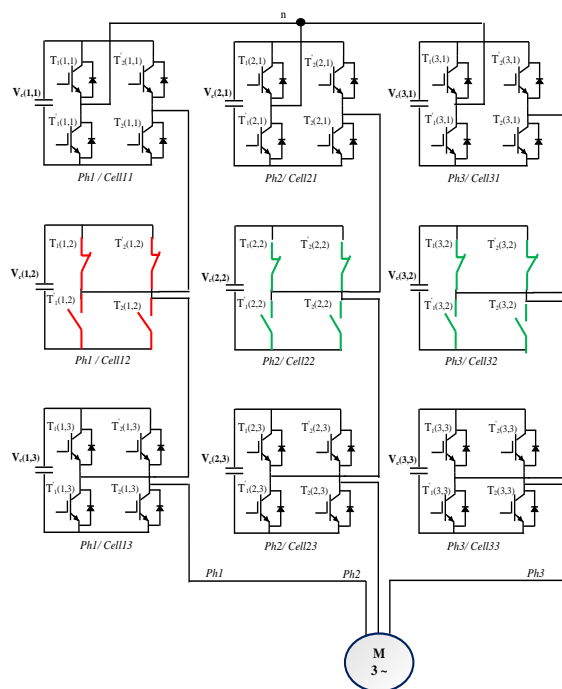 n
T1(1,1) T'2(1,1) T1(2,1) T'2(2,1) T1(3,1) T'2(3,1)
Vc(1,1) Vc(2,1) Vc(3,1)
T'1(1,1) T2(1,1) T'1(2,1) T2(2,1) T'1(3,1) T2(3,1)
Ph1 / Cell11 Ph2/ Cell21 Ph3/ Cell31
T1(1,2) T'2(1,2) T1(2,2) T'2(2,2) T1(3,2) T'2(3,2)
Vc(1,2) Vc(2,2) Vc(3,2)
T'1(1,2) T2(1,2) T'1(2,2) T2(2,2) T'1(3,2) T2(3,2)
Ph1 / Cell12 Ph2/ Cell22 Ph3/ Cell32
T1(1,3) T'2(1,3) T1(2,3) T'2(2,3) T1(3,3) T'2(3,3)
Vc(1,3) Vc(2,3) Vc(3,3)
T'1(1,3) T2(1,3) T'1(2,3) T2(2,3) T'1(3,3) T2(3,3)
Ph1/ Cell13 Ph2/ Cell23 Ph3/ Cell33
Ph1 Ph2 Ph3
M
3 ~